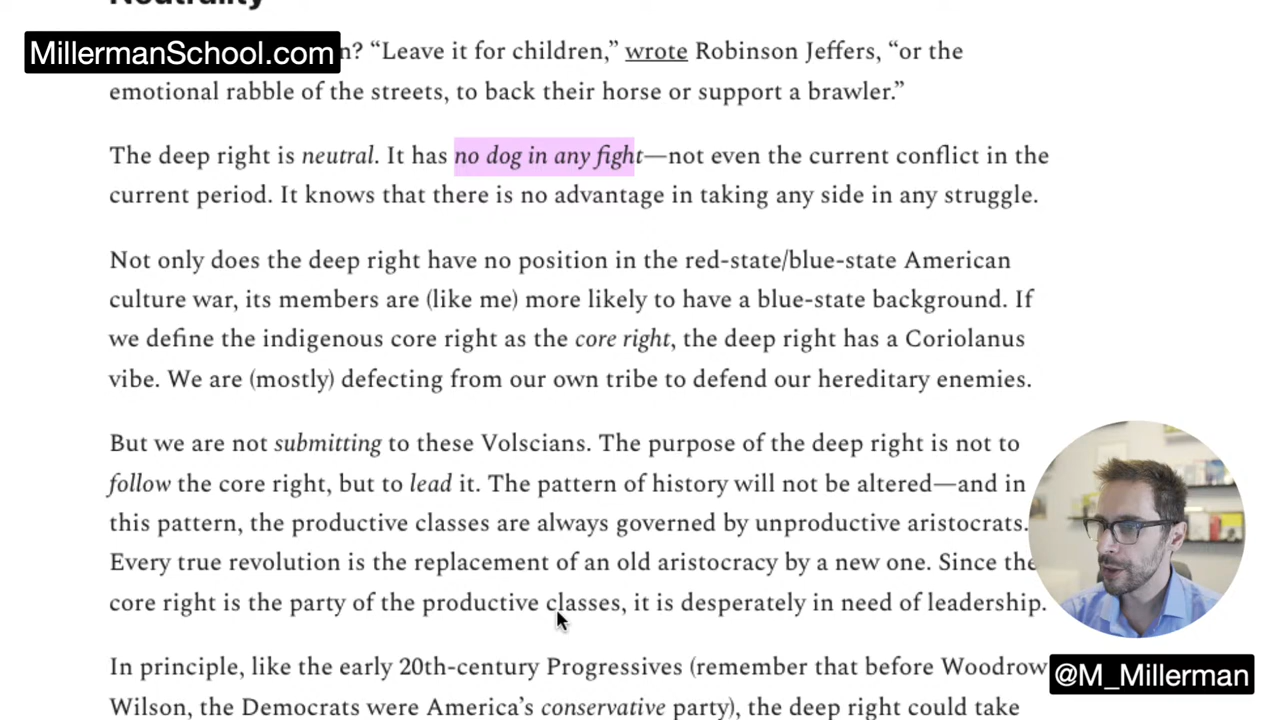 Neutrality
MillermanSchool.com
n? “Leave it for children,” wrote Robinson Jeffers, “or the
emotional rabble of the streets, to back their horse or support a brawler.”
The deep right is neutral. It has no dog in any fight—not even the current conflict in the
current period. It knows that there is no advantage in taking any side in any struggle.
Not only does the deep right have no position in the red-state/blue-state American
culture war, its members are (like me) more likely to have a blue-state background. If
we define the indigenous core right as the core right, the deep right has a Coriolanus
vibe. We are (mostly) defecting from our own tribe to defend our hereditary enemies.
But we are not submitting to these Volscians. The purpose of the deep right is not to
follow the core right, but to lead it. The pattern of history will not be altered—and in
this pattern, the productive classes are always governed by unproductive aristocrats.
Every true revolution is the replacement of an old aristocracy by a new one. Since the
core right is the party of the productive classes, it is desperately in need of leadership.
In principle, like the early 20th-century Progressives (remember that before Woodrow
Wilson, the Democrats were America’s conservative party), the deep right could take
@M_Millerman